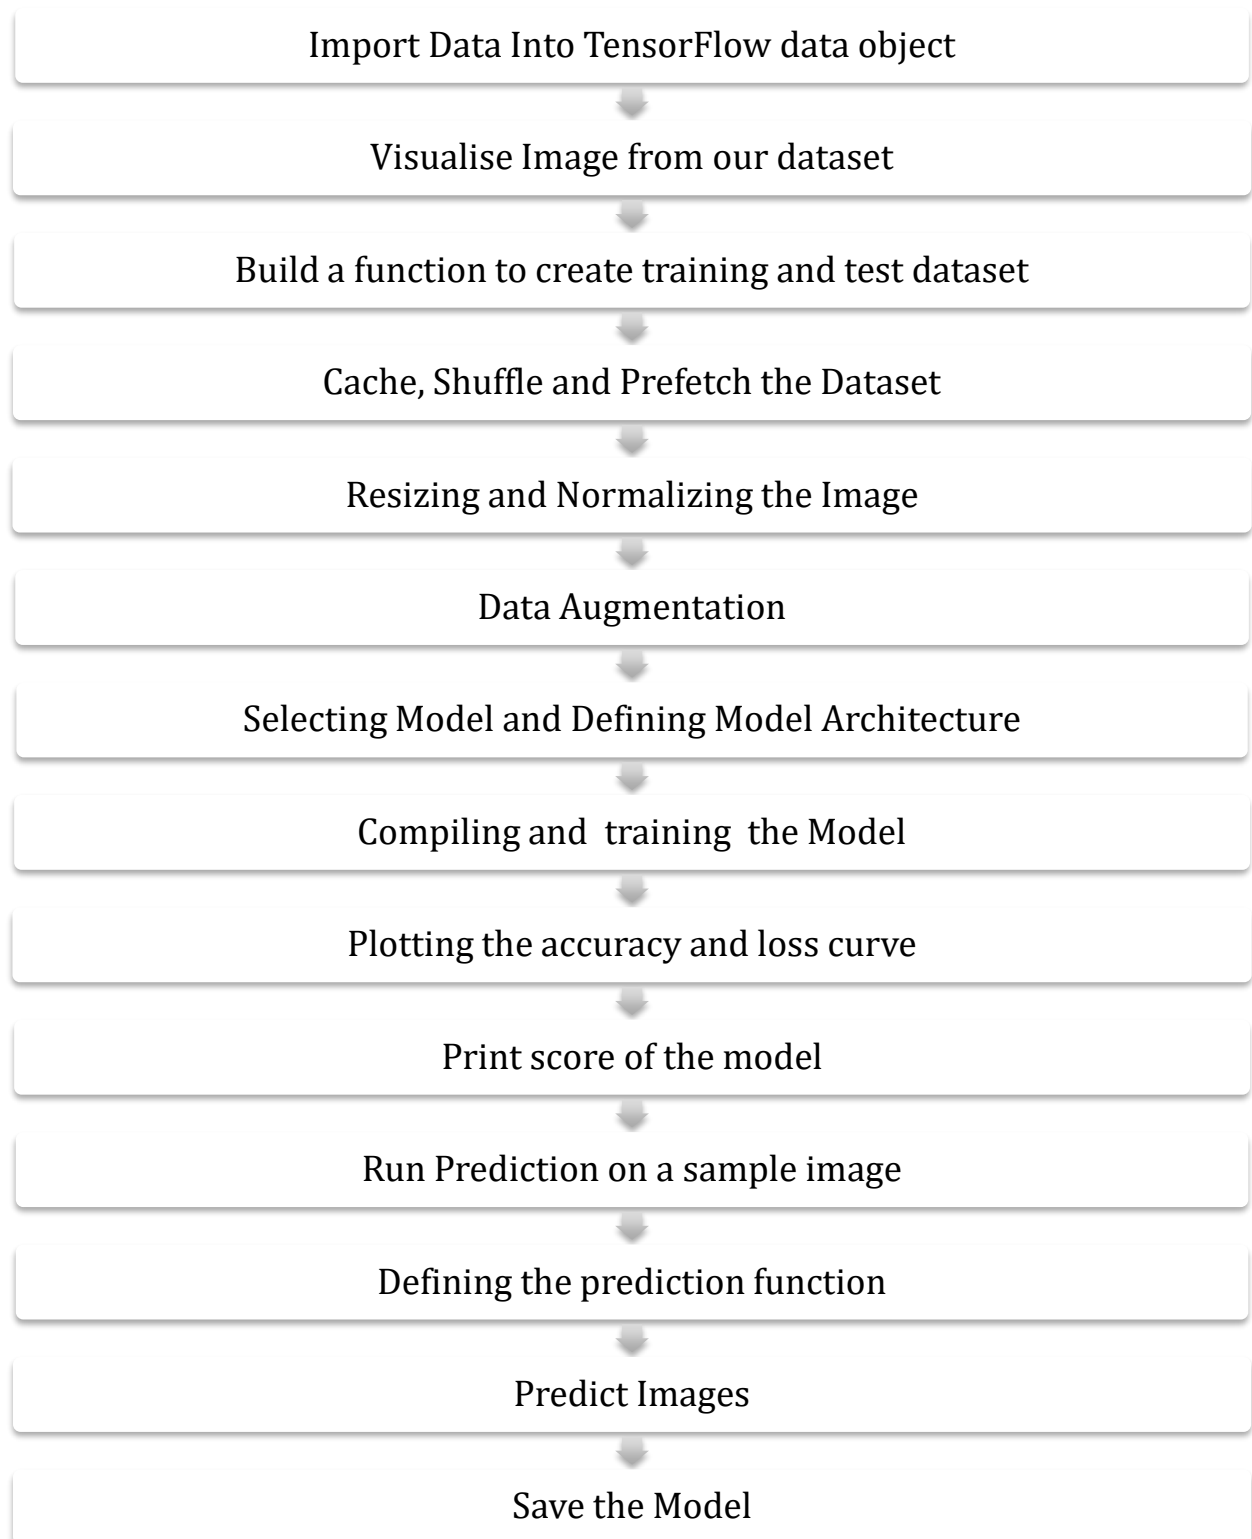 Import Data Into TensorFlow data object
Visualise Image from our dataset
Build a function to create training and test dataset
Cache, Shuffle and Prefetch the Dataset
Resizing and Normalizing the Image
Data Augmentation
Selecting Model and Defining Model Architecture
Compiling and  training  the Model
Plotting the accuracy and loss curve
Print score of the model
Run Prediction on a sample image
Defining the prediction function
Predict Images
Save the Model